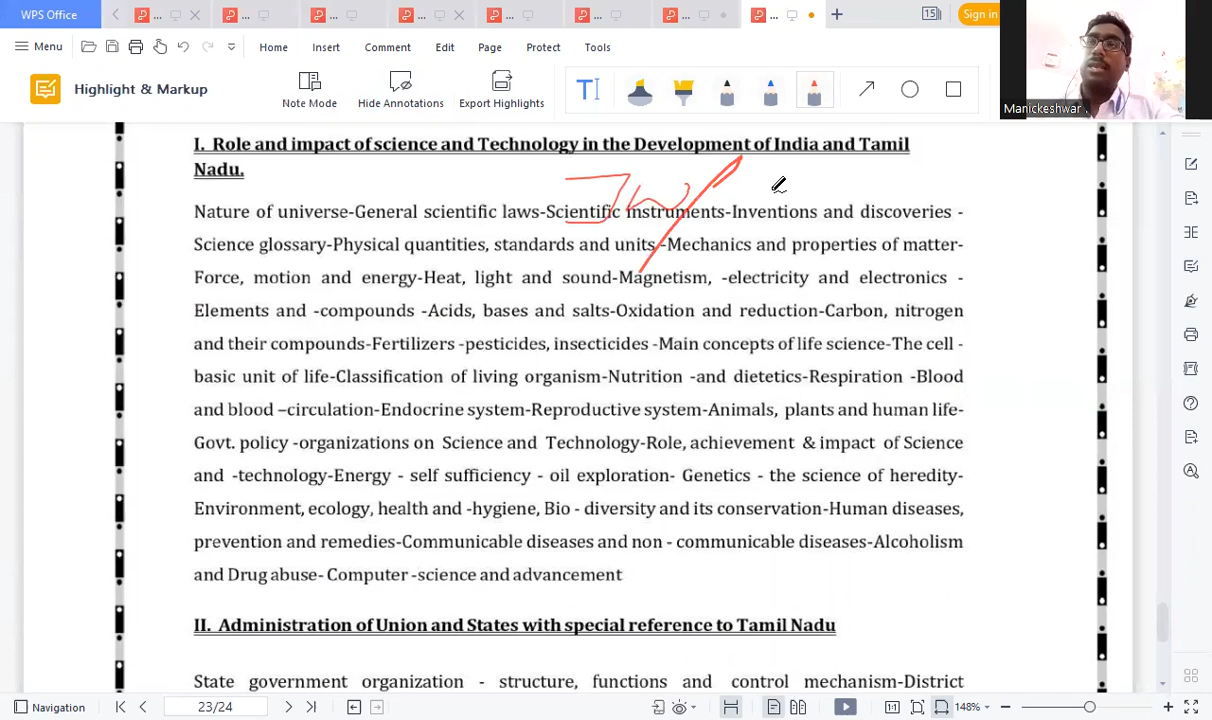 WPS Office
...
...
...
...
...
...
...
...
15
Sign in
Menu
Home
Insert
Comment
Edit
Page
Protect
Tools
Highlight & Markup
Note Mode
Hide Annotations
Export Highlights
Manickeshwar .
I. Role and impact of science and Technology in the Development of India and Tamil
Nadu.
Nature of universe-General scientific laws-Scientific instruments-Inventions and discoveries -
Science glossary-Physical quantities, standards and units -Mechanics and properties of matter-
Force, motion and energy-Heat, light and sound-Magnetism, -electricity and electronics -
Elements and -compounds -Acids, bases and salts-Oxidation and reduction-Carbon, nitrogen
and their compounds-Fertilizers -pesticides, insecticides -Main concepts of life science-The cell -
basic unit of life-Classification of living organism-Nutrition -and dietetics-Respiration -Blood
and blood –circulation-Endocrine system-Reproductive system-Animals, plants and human life-
Govt. policy -organizations on Science and Technology-Role, achievement & impact of Science
and -technology-Energy - self sufficiency - oil exploration- Genetics - the science of heredity-
Environment, ecology, health and -hygiene, Bio - diversity and its conservation-Human diseases,
prevention and remedies-Communicable diseases and non - communicable diseases-Alcoholism
and Drug abuse- Computer -science and advancement
II. Administration of Union and States with special reference to Tamil Nadu
State government organization - structure, functions and control mechanism-District
Navigation
23/24
1:1
148%